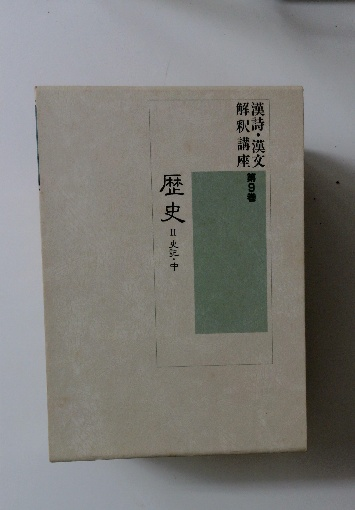 漢詩・漢文
解釈講座
第9巻
歴史
II 史記・中